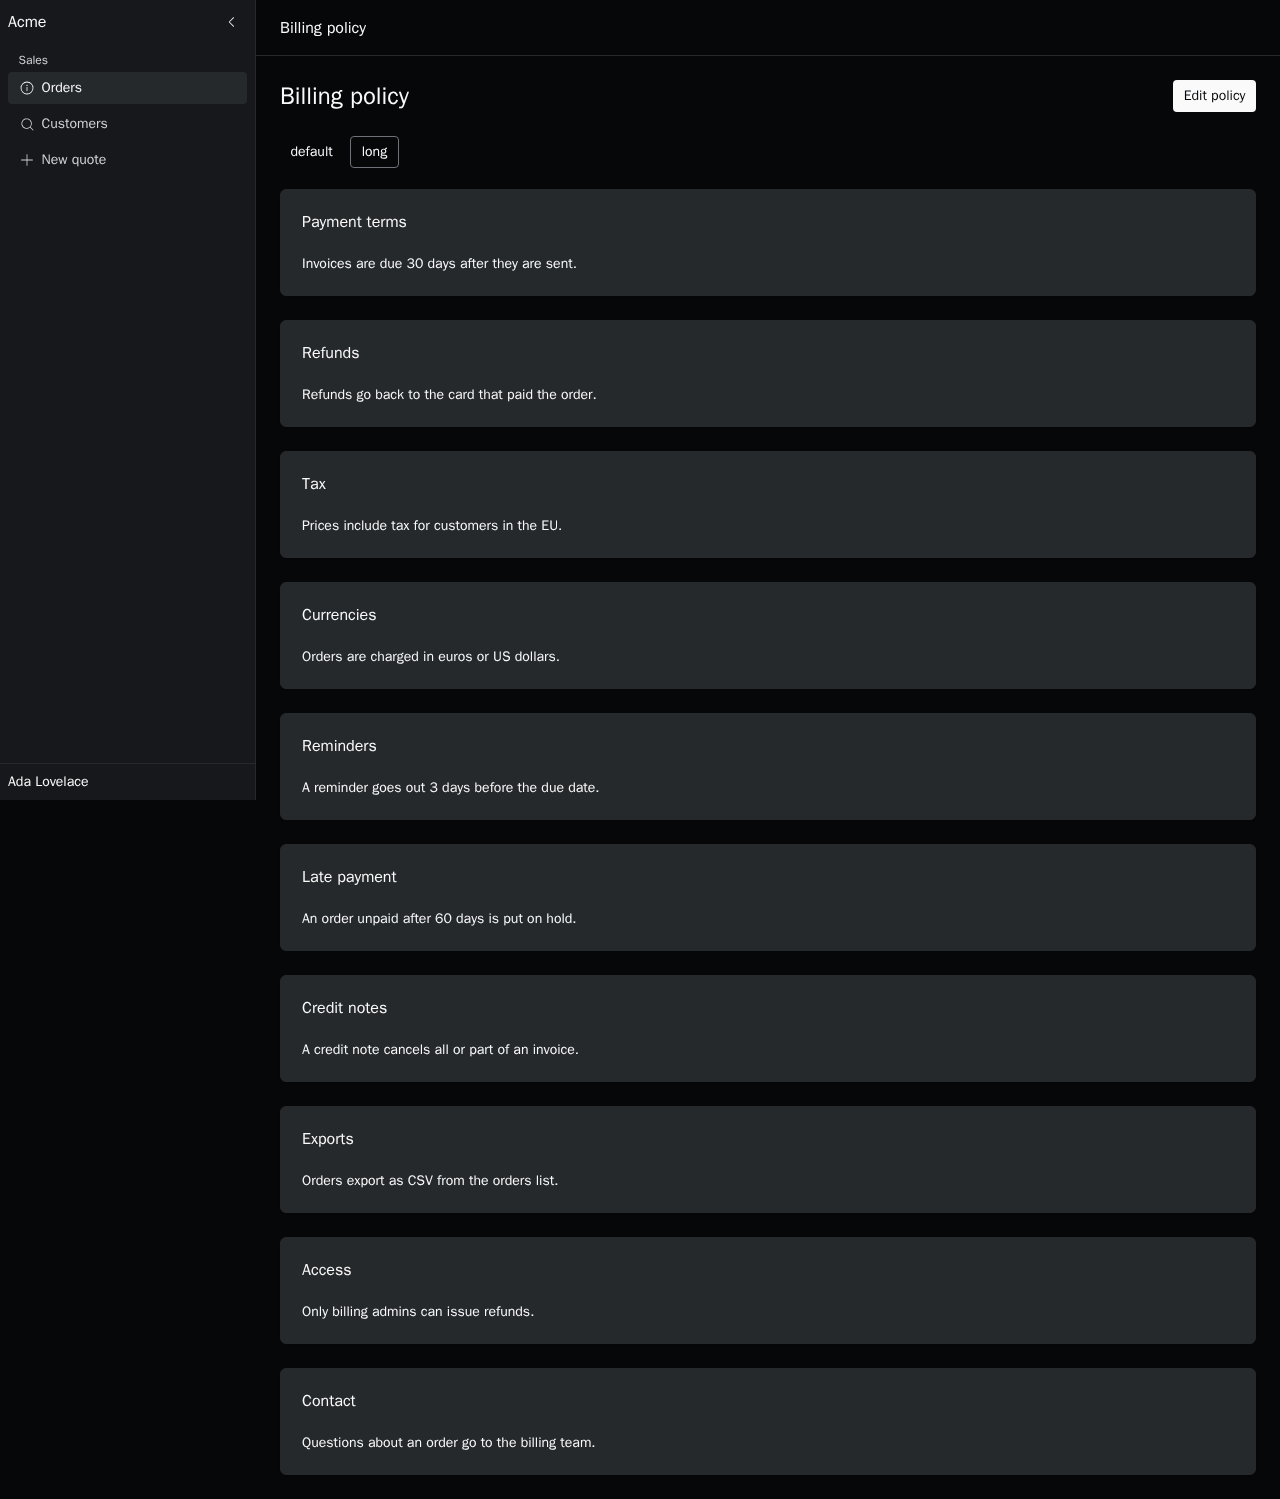 Acme
Sales
Orders
Customers
New quote
Ada Lovelace
Billing policy
Billing policy
Edit policy
default
long
Payment terms
Invoices are due 30 days after they are sent.
Refunds
Refunds go back to the card that paid the order.
Tax
Prices include tax for customers in the EU.
Currencies
Orders are charged in euros or US dollars.
Reminders
A reminder goes out 3 days before the due date.
Late payment
An order unpaid after 60 days is put on hold.
Credit notes
A credit note cancels all or part of an invoice.
Exports
Orders export as CSV from the orders list.
Access
Only billing admins can issue refunds.
Contact
Questions about an order go to the billing team.